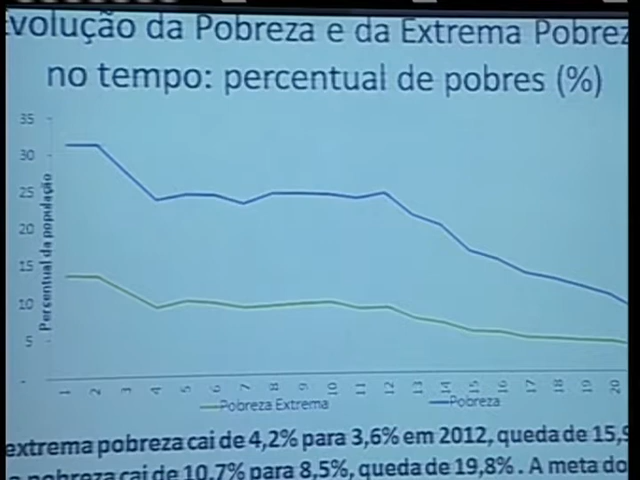 volução da Pobreza e da Extrema Pobrez
no tempo: percentual de pobres (%)
35
30
25
20
15
10
5
-
Percentual da população
1 2 3 4 5 6 7 8 9 10 11 12 13 14 15 16 17 18 19 20
Pobreza Extrema Pobreza
extrema pobreza cai de 4,2% para 3,6% em 2012, queda de 15,9
pobreza cai de 10,7% para 8,5%, queda de 19,8%. A meta do